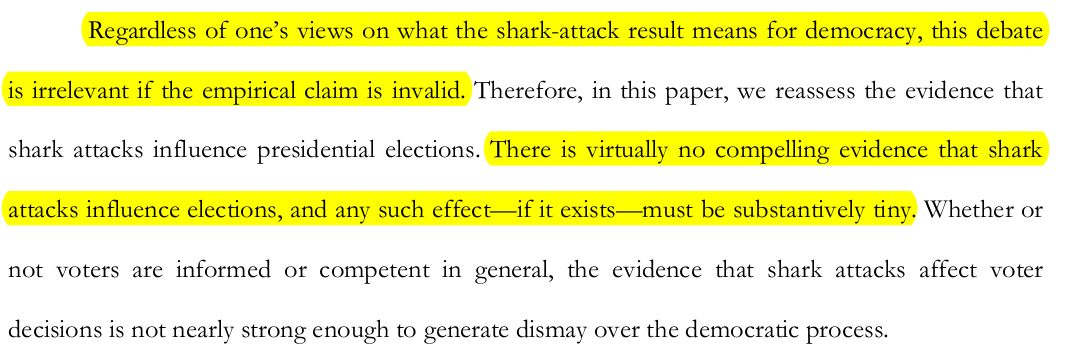 Regardless of one’s views on what the shark-attack result means for democracy, this debate
is irrelevant if the empirical claim is invalid. Therefore, in this paper, we reassess the evidence that
shark attacks influence presidential elections. There is virtually no compelling evidence that shark
attacks influence elections, and any such effect—if it exists—must be substantively tiny. Whether or
not voters are informed or competent in general, the evidence that shark attacks affect voter
decisions is not nearly strong enough to generate dismay over the democratic process.